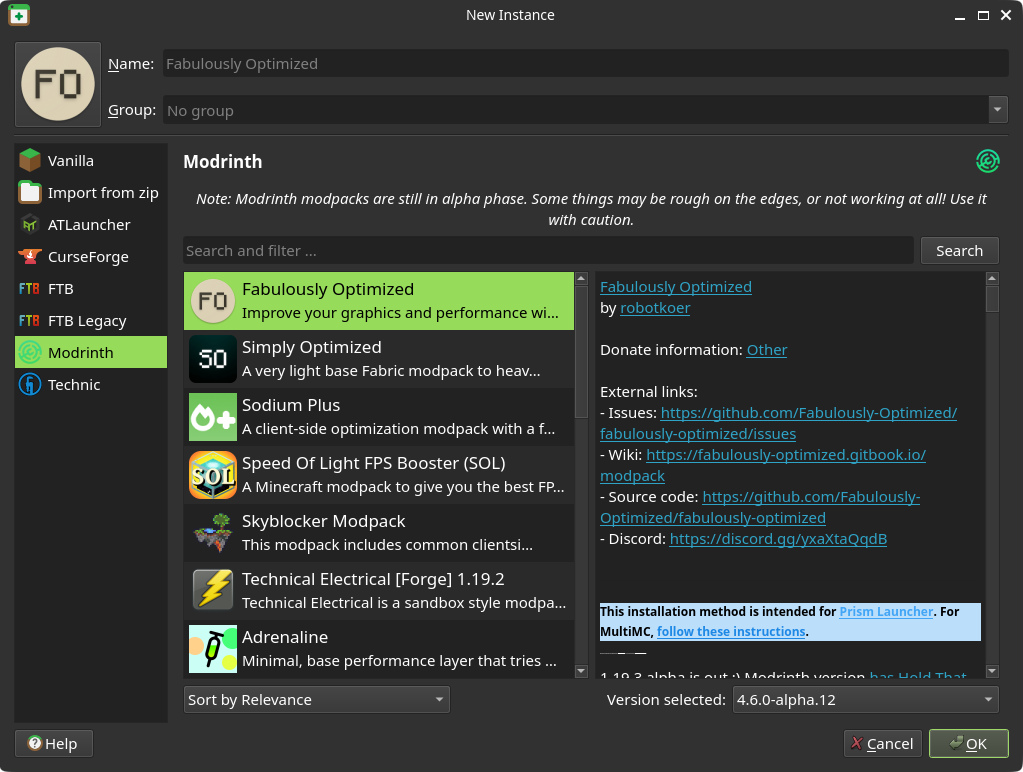 New Instance
FO
Name: Fabulously Optimized
Group: No group
Vanilla
Import from zip
ATLauncher
CurseForge
FTB FTB
FTB FTB Legacy
Modrinth
Technic
Modrinth
Note: Modrinth modpacks are still in alpha phase. Some things may be rough on the edges, or not working at all! Use it
with caution.
Search and filter ...
Search
FO
Fabulously Optimized
Improve your graphics and performance wi...
SO
Simply Optimized
A very light base Fabric modpack to heav...
Sodium Plus
A client-side optimization modpack with a f...
SOL
Speed Of Light FPS Booster (SOL)
A Minecraft modpack to give you the best FP...
Skyblocker Modpack
This modpack includes common clientsi...
Technical Electrical [Forge] 1.19.2
Technical Electrical is a sandbox style modpa...
Adrenaline
Minimal, base performance layer that tries ...
Fabulously Optimized
by robotkoer
Donate information: Other
External links:
- Issues: https://github.com/Fabulously-Optimized/
fabulously-optimized/issues
- Wiki: https://fabulously-optimized.gitbook.io/
modpack
- Source code: https://github.com/Fabulously-
Optimized/fabulously-optimized
- Discord: https://discord.gg/yxaXtaQqdB
This installation method is intended for Prism Launcher. For
MultiMC, follow these instructions.
1.19.3 alpha is out :) Modrinth version has Hold That
Sort by Relevance
Version selected: 4.6.0-alpha.12
Help
Cancel
OK